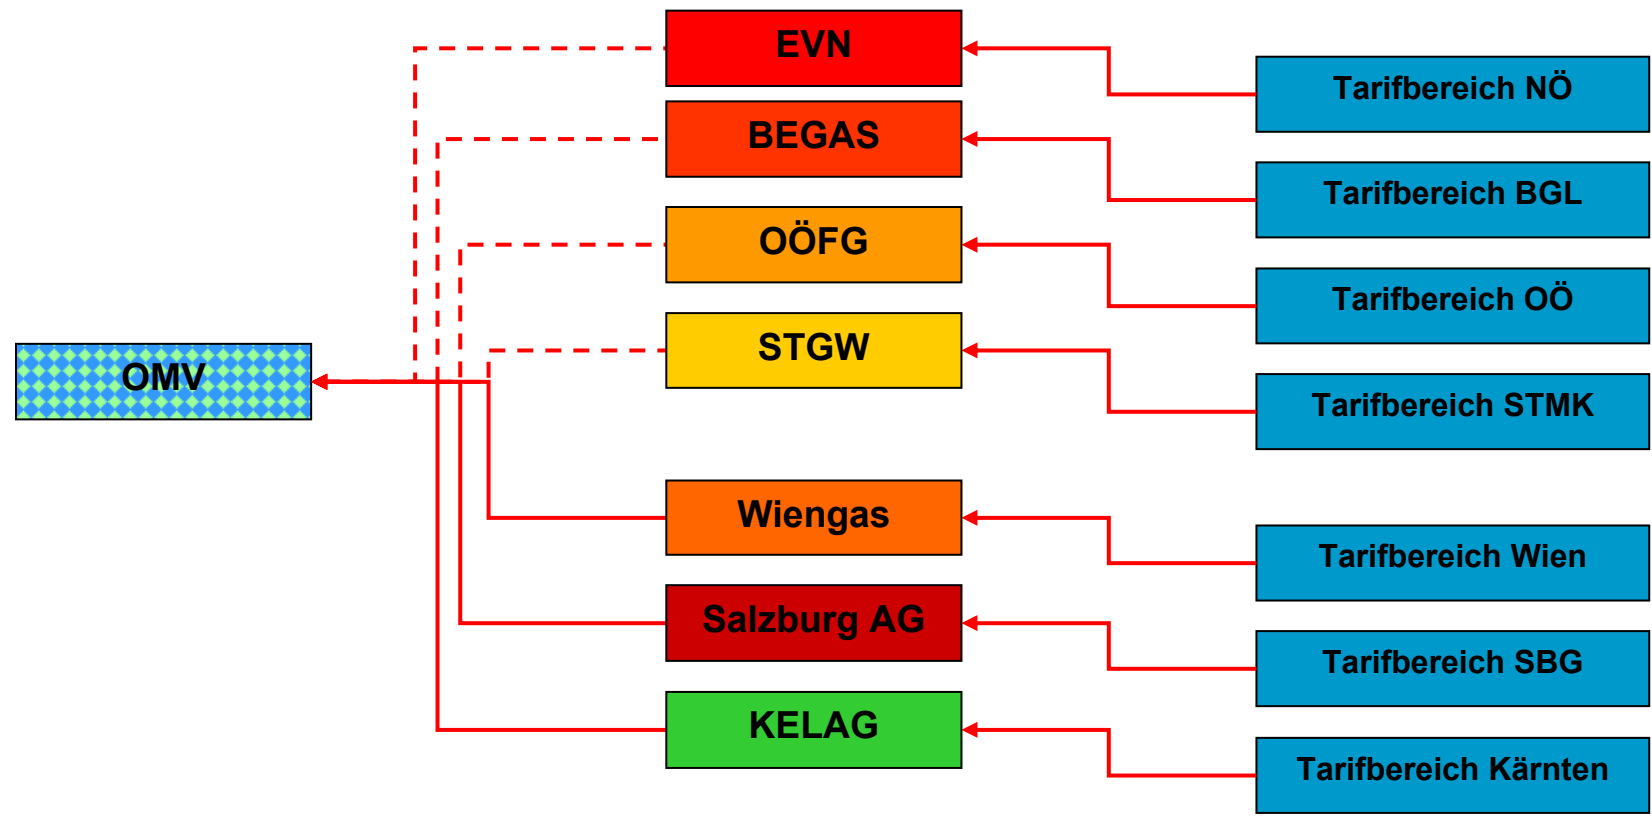 EVN
Tarifbereich NÖ
BEGAS
Tarifbereich BGL
OÖFG
Tarifbereich OÖ
STGW
OMV
Tarifbereich STMK
Wiengas
Tarifbereich Wien
Salzburg AG
Tarifbereich SBG
KELAG
Tarifbereich Kärnten